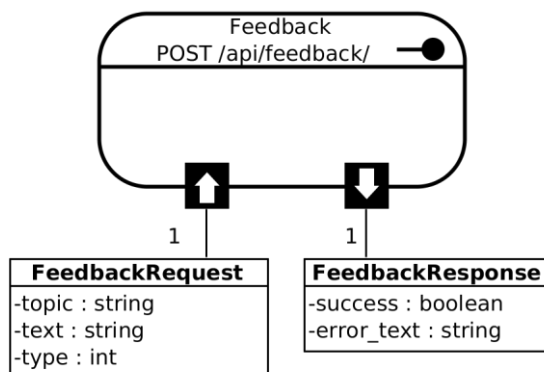 Feedback
POST /api/feedback/
1
1
FeedbackRequest
-topic : string
-text : string
-type : int
FeedbackResponse
-success : boolean
-error_text : string